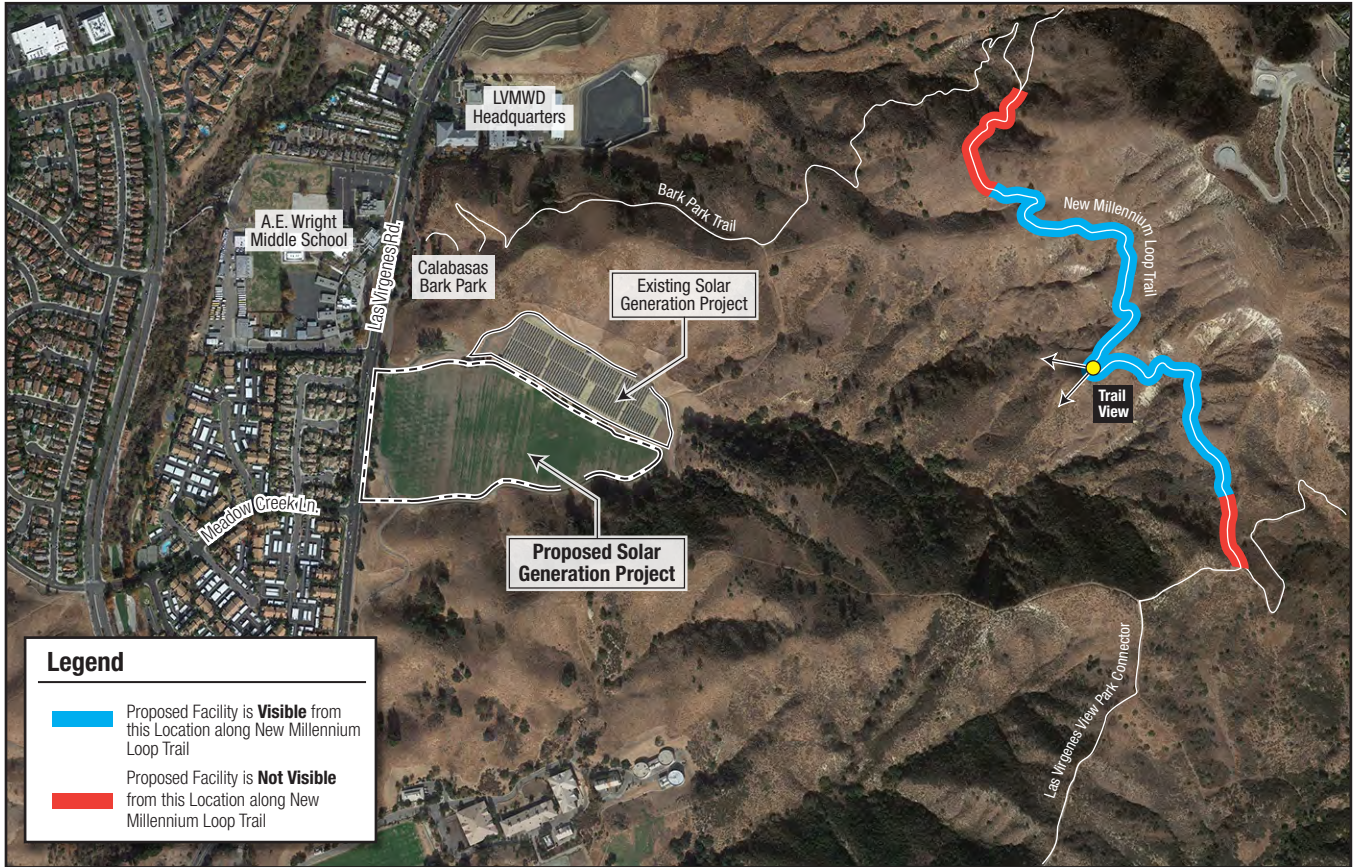 LVMWD
Headquarters
A.E. Wright
Middle School
Las Virgenes Rd.
Bark Park Trail
New Millennium Loop Trail
Calabasas
Bark Park
Existing Solar
Generation Project
Trail
View
Meadow Creek Ln.
Proposed Solar
Generation Project
Las Virgenes View Park Connector
Legend
Proposed Facility is Visible from
this Location along New Millennium
Loop Trail
Proposed Facility is Not Visible
from this Location along New
Millennium Loop Trail